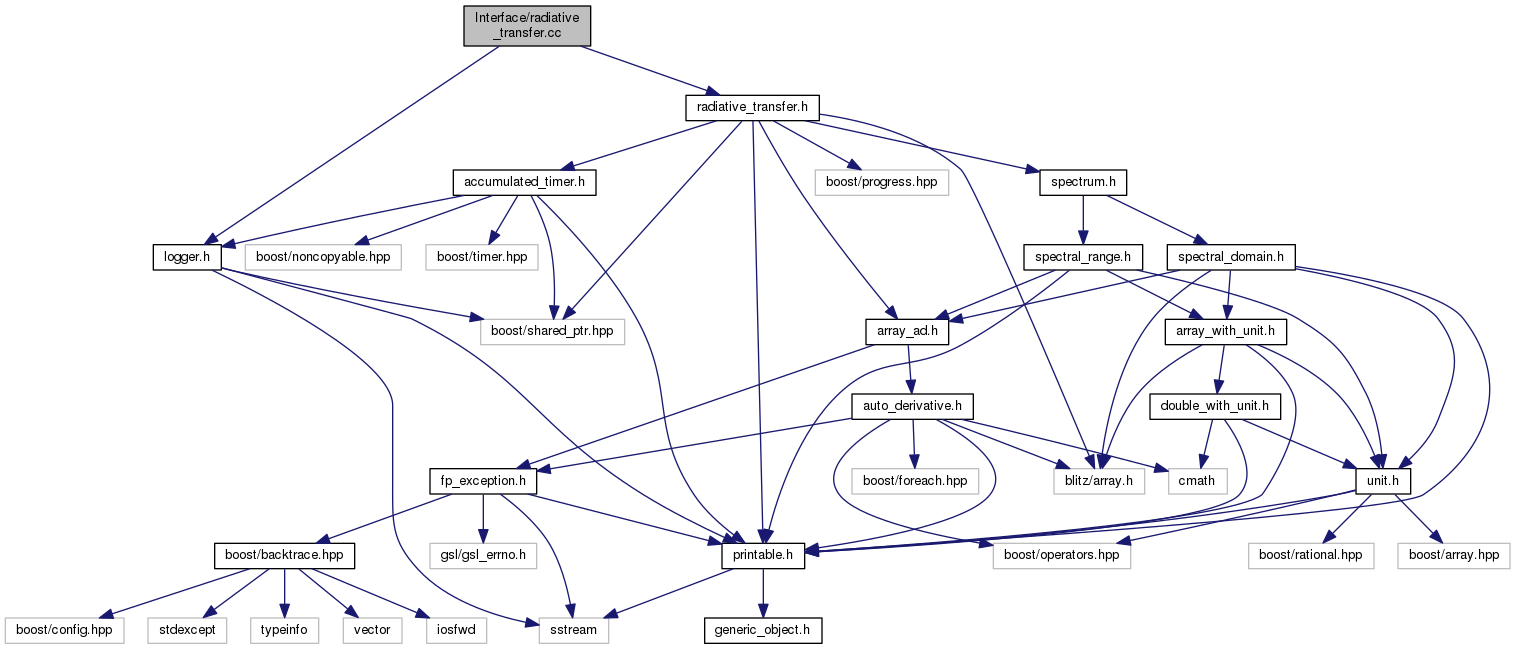 Interface/radiative
_transfer.cc
radiative_transfer.h
accumulated_timer.h
boost/progress.hpp
spectrum.h
logger.h
boost/noncopyable.hpp
boost/timer.hpp
spectral_range.h
spectral_domain.h
boost/shared_ptr.hpp
array_ad.h
array_with_unit.h
auto_derivative.h
double_with_unit.h
fp_exception.h
boost/foreach.hpp
blitz/array.h
cmath
unit.h
boost/backtrace.hpp
gsl/gsl_errno.h
printable.h
boost/operators.hpp
boost/rational.hpp
boost/array.hpp
boost/config.hpp
stdexcept
typeinfo
vector
iosfwd
sstream
generic_object.h